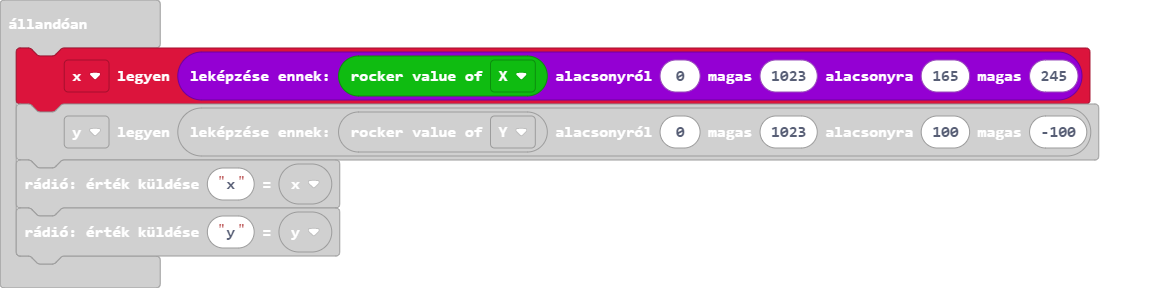 állandóan
x legyen leképzése ennek: rocker value of X alacsonyról 0 magas 1023 alacsonyra 165 magas 245
y legyen leképzése ennek: rocker value of Y alacsonyról 0 magas 1023 alacsonyra 100 magas -100
rádió: érték küldése "x" = x
rádió: érték küldése "y" = y